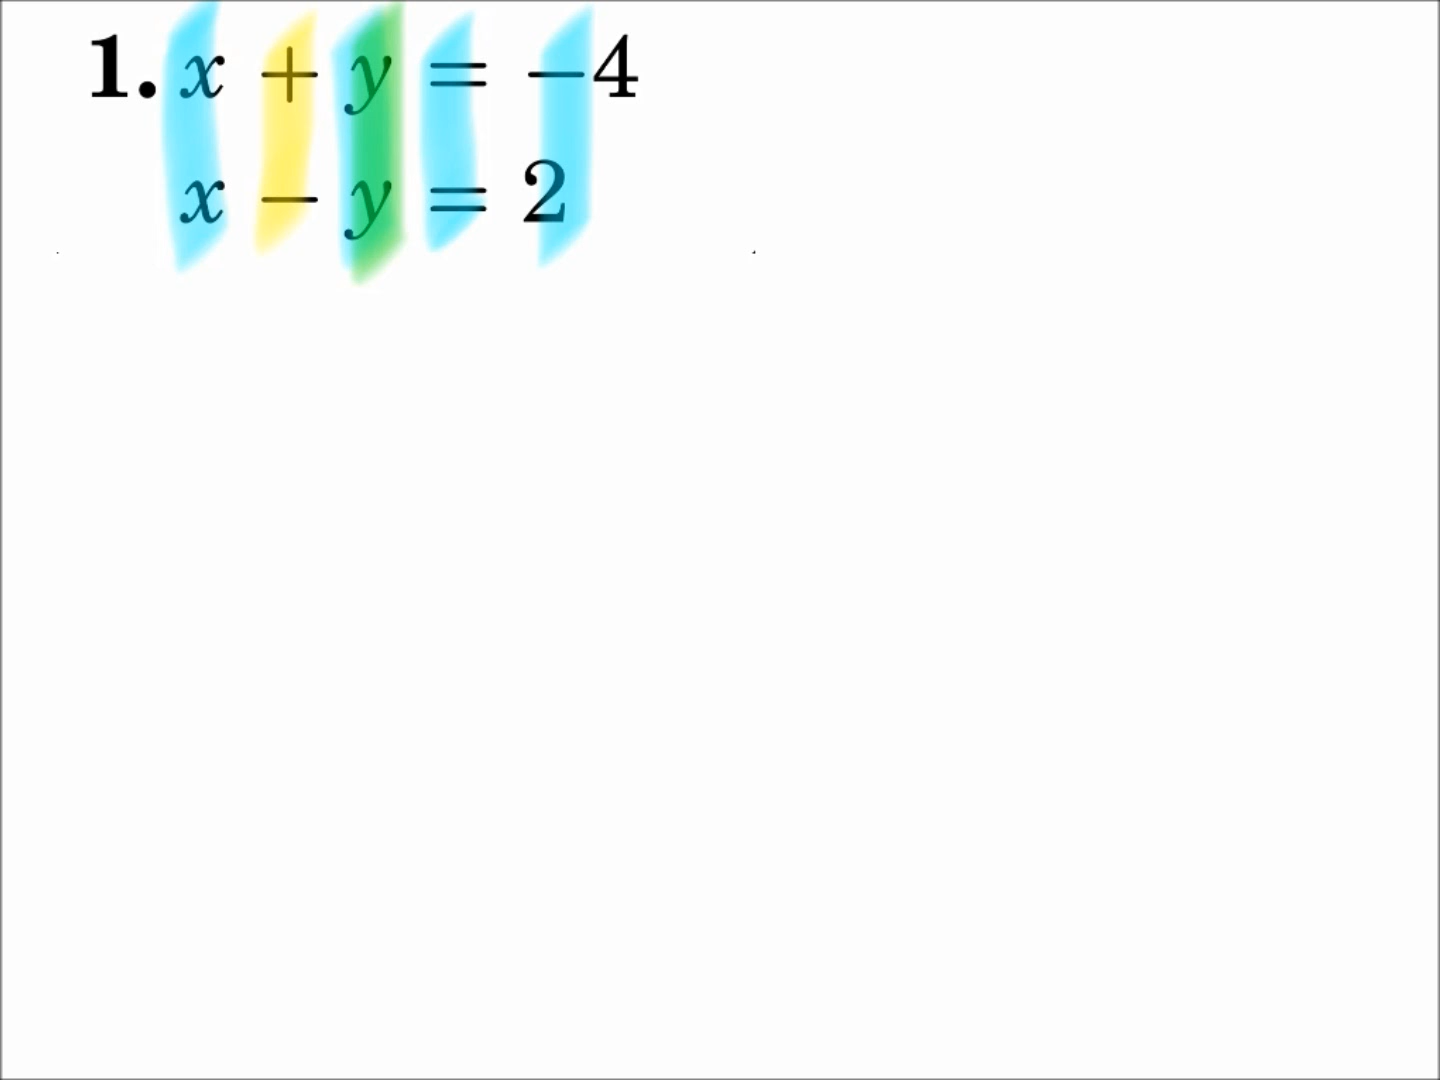 1. x + y = −4
x − y = 2